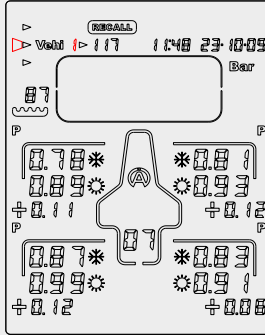 RECALL
Vehi 1 117 11:48 23-10-09
Bar
87
P P
0.78 0.81
0.89 0.93
+0.11 +0.12
P P
07
0.87 0.83
0.99 0.91
+0.12 +0.08